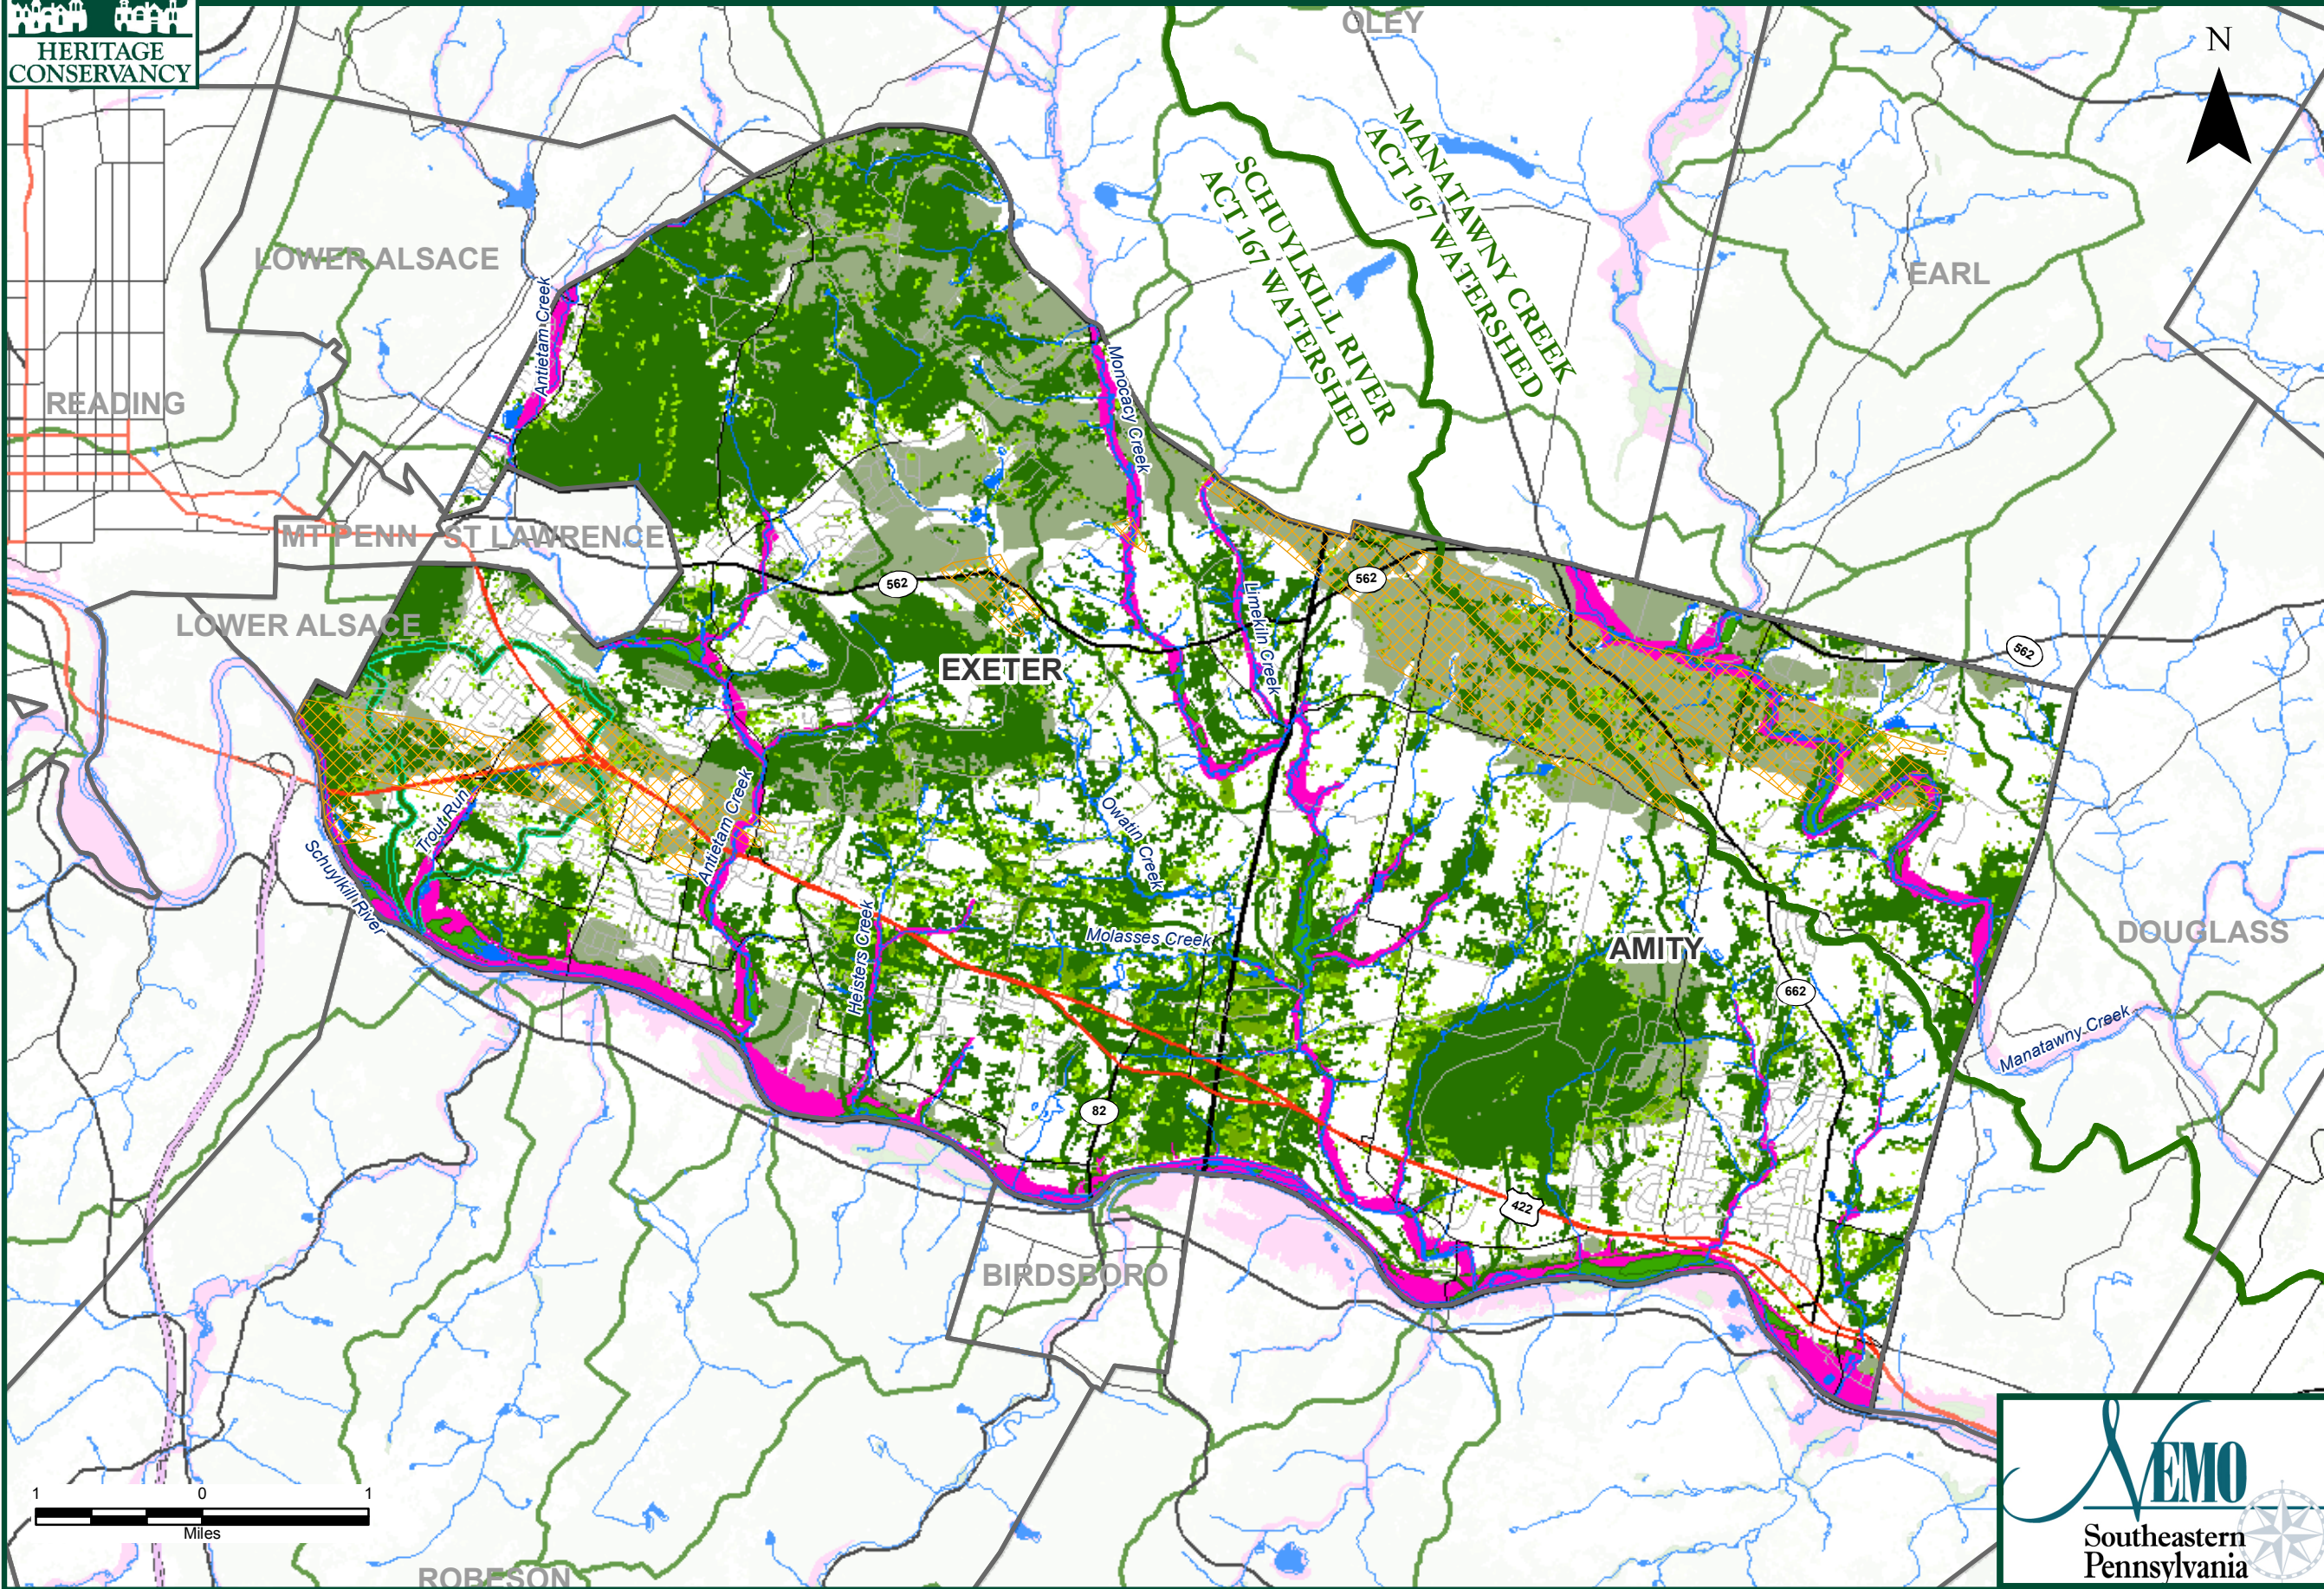 HERITAGE
CONSERVANCY
OLEY
N
MANATAWNY CREEK
ACT 167 WATERSHED
SCHUYLKILL RIVER
ACT 167 WATERSHED
LOWER ALSACE
EARL
Antietam Creek
Monocacy Creek
READING
MT PENN
ST LAWRENCE
562
562
LOWER ALSACE
Limekiln Creek
562
EXETER
Trout Run
Antietam Creek
Owatin Creek
Schuylkill River
Heisters Creek
Molasses Creek
AMITY
DOUGLASS
662
Manatawny Creek
82
422
BIRDSBORO
1 0 1
Miles
ROBESON
NEMO
Southeastern
Pennsylvania